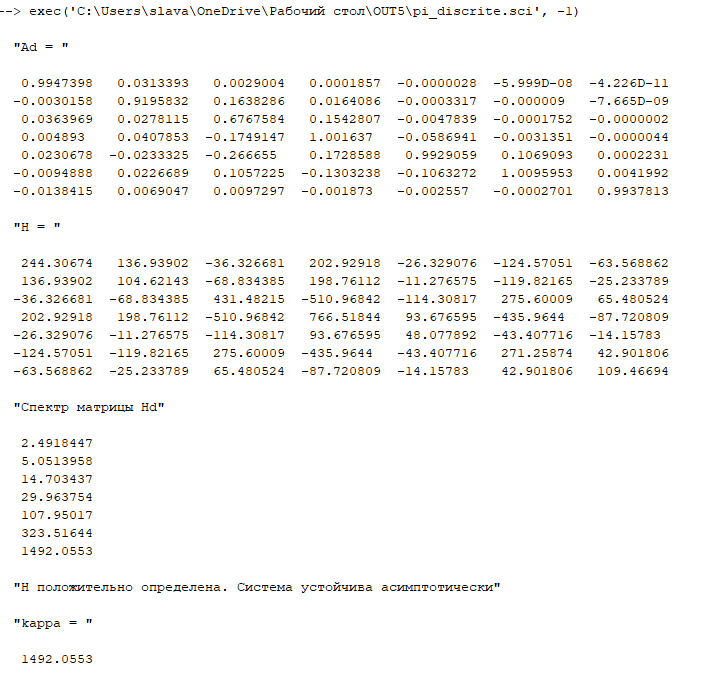 --> exec('C:\Users\slava\OneDrive\Рабочий стол\OUT5\pi_discrite.sci', -1)
"Ad = "
0.9947398 0.0313393 0.0029004 0.0001857 -0.0000028 -5.999D-08 -4.226D-11
-0.0030158 0.9195832 0.1638286 0.0164086 -0.0003317 -0.000009 -7.665D-09
0.0363969 0.0278115 0.6767584 0.1542807 -0.0047839 -0.0001752 -0.0000002
0.004893 0.0407853 -0.1749147 1.001637 -0.0586941 -0.0031351 -0.0000044
0.0230678 -0.0233325 -0.266655 0.1728588 0.9929059 0.1069093 0.0002231
-0.0094888 0.0226689 0.1057225 -0.1303238 -0.1063272 1.0095953 0.0041992
-0.0138415 0.0069047 0.0097297 -0.001873 -0.002557 -0.0002701 0.9937813
"H = "
244.30674 136.93902 -36.326681 202.92918 -26.329076 -124.57051 -63.568862
136.93902 104.62143 -68.834385 198.76112 -11.276575 -119.82165 -25.233789
-36.326681 -68.834385 431.48215 -510.96842 -114.30817 275.60009 65.480524
202.92918 198.76112 -510.96842 766.51844 93.676595 -435.9644 -87.720809
-26.329076 -11.276575 -114.30817 93.676595 48.077892 -43.407716 -14.15783
-124.57051 -119.82165 275.60009 -435.9644 -43.407716 271.25874 42.901806
-63.568862 -25.233789 65.480524 -87.720809 -14.15783 42.901806 109.46694
"Спектр матрицы Hd"
2.4918447
5.0513958
14.703437
29.963754
107.95017
323.51644
1492.0553
"H положительно определена. Система устойчива асимптотически"
"kappa = "
1492.0553